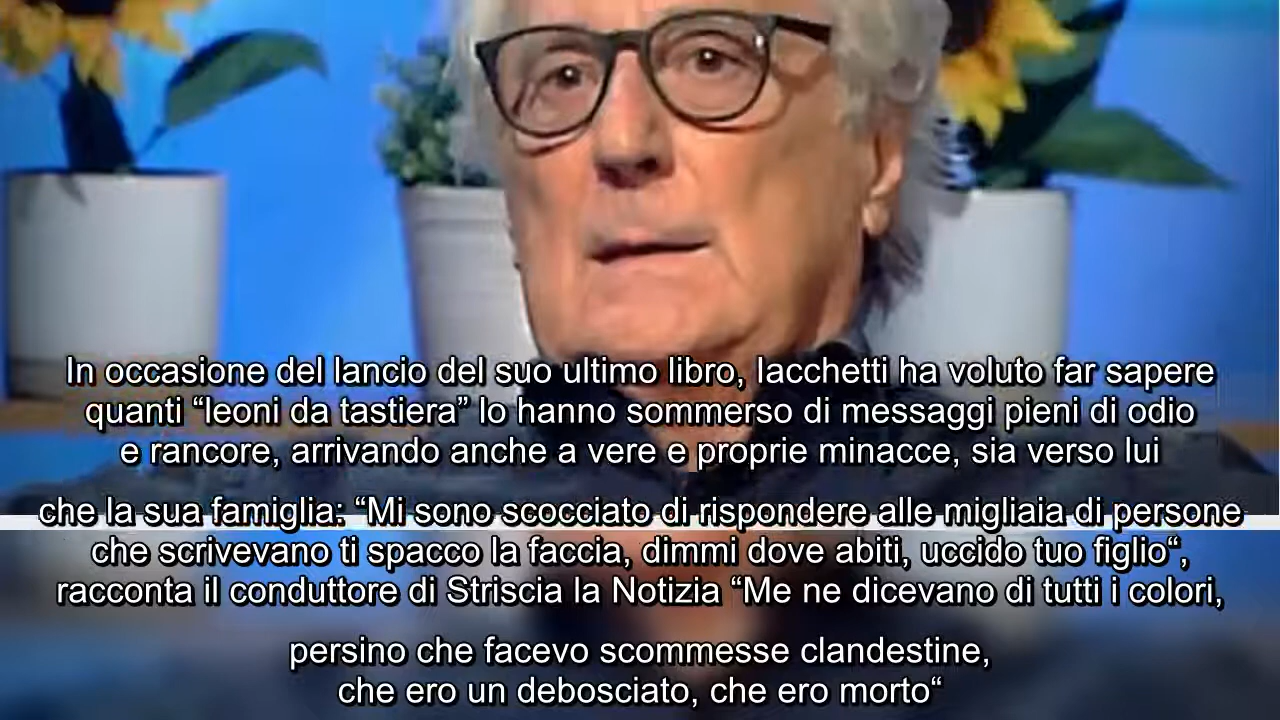 In occasione del lancio del suo ultimo libro, Iacchetti ha voluto far sapere
quanti “leoni da tastiera” lo hanno sommerso di messaggi pieni di odio
e rancore, arrivando anche a vere e proprie minacce, sia verso lui
che la sua famiglia: “Mi sono scocciato di rispondere alle migliaia di persone
che scrivevano ti spacco la faccia, dimmi dove abiti, uccido tuo figlio“,
racconta il conduttore di Striscia la Notizia “Me ne dicevano di tutti i colori,
persino che facevo scommesse clandestine,
che ero un debosciato, che ero morto“